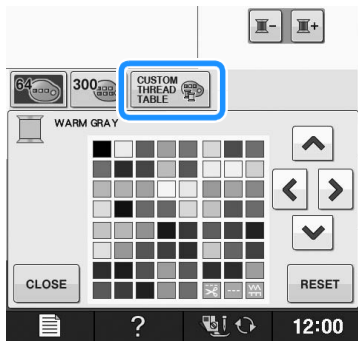 64
300
CUSTOM
THREAD
TABLE
WARM GRAY
CLOSE
RESET
?
12:00